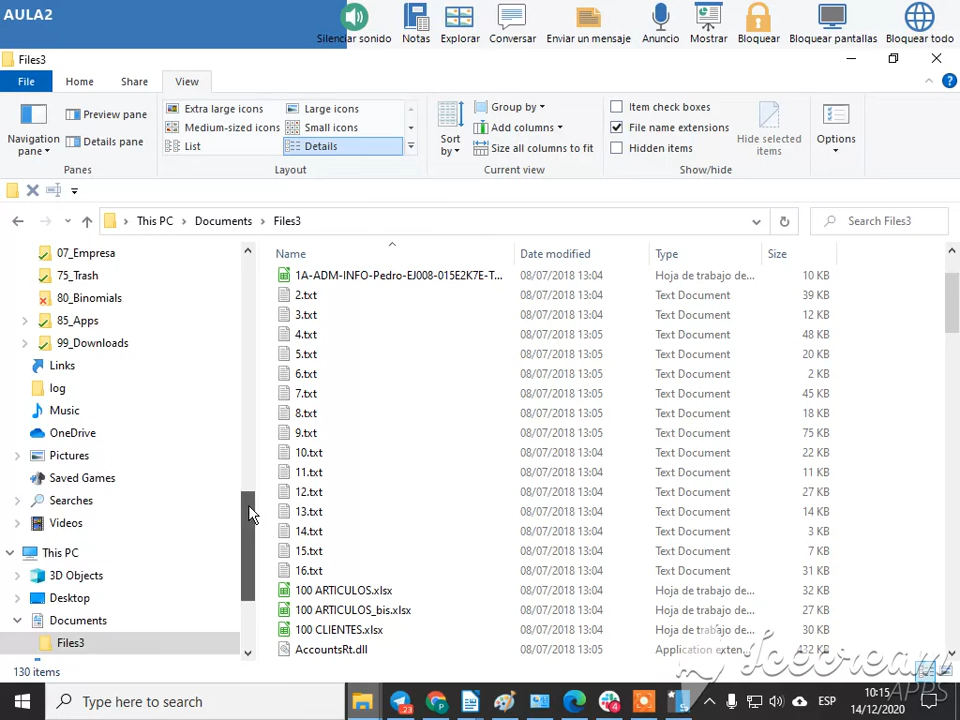 AULA2
Silenciar sonido
Notas
Explorar
Conversar
Enviar un mensaje
Anuncio
Mostrar
Bloquear
Bloquear pantallas
Bloquear todo
Files3
File Home Share View
Navigation pane
Preview pane
Details pane
Panes
Extra large icons
Large icons
Medium-sized icons
Small icons
List
Details
Layout
Sort by
Group by
Add columns
Size all columns to fit
Current view
Item check boxes
File name extensions
Hidden items
Hide selected items
Show/hide
Options
This PC > Documents > Files3
Search Files3
07_Empresa
75_Trash
80_Binomials
85_Apps
99_Downloads
Links
log
Music
OneDrive
Pictures
Saved Games
Searches
Videos
This PC
3D Objects
Desktop
Documents
Files3
Name Date modified Type Size
1A-ADM-INFO-Pedro-EJ008-015E2K7E-T... 08/07/2018 13:04 Hoja de trabajo de... 10 KB
2.txt 08/07/2018 13:04 Text Document 39 KB
3.txt 08/07/2018 13:04 Text Document 12 KB
4.txt 08/07/2018 13:05 Text Document 48 KB
5.txt 08/07/2018 13:05 Text Document 20 KB
6.txt 08/07/2018 13:05 Text Document 2 KB
7.txt 08/07/2018 13:05 Text Document 45 KB
8.txt 08/07/2018 13:05 Text Document 18 KB
9.txt 08/07/2018 13:05 Text Document 75 KB
10.txt 08/07/2018 13:04 Text Document 22 KB
11.txt 08/07/2018 13:04 Text Document 11 KB
12.txt 08/07/2018 13:04 Text Document 27 KB
13.txt 08/07/2018 13:04 Text Document 14 KB
14.txt 08/07/2018 13:04 Text Document 3 KB
15.txt 08/07/2018 13:04 Text Document 7 KB
16.txt 08/07/2018 13:04 Text Document 31 KB
100 ARTICULOS.xlsx 08/07/2018 13:04 Hoja de trabajo de... 32 KB
100 ARTICULOS_bis.xlsx 08/07/2018 13:04 Hoja de trabajo de... 27 KB
100 CLIENTES.xlsx 08/07/2018 13:04 Hoja de trabajo de... 30 KB
AccountsRt.dll 08/07/2018 13:05 Application exten... 432 KB
130 items
Icecream
APPS
Type here to search
23
4
ESP
10:15
14/12/2020